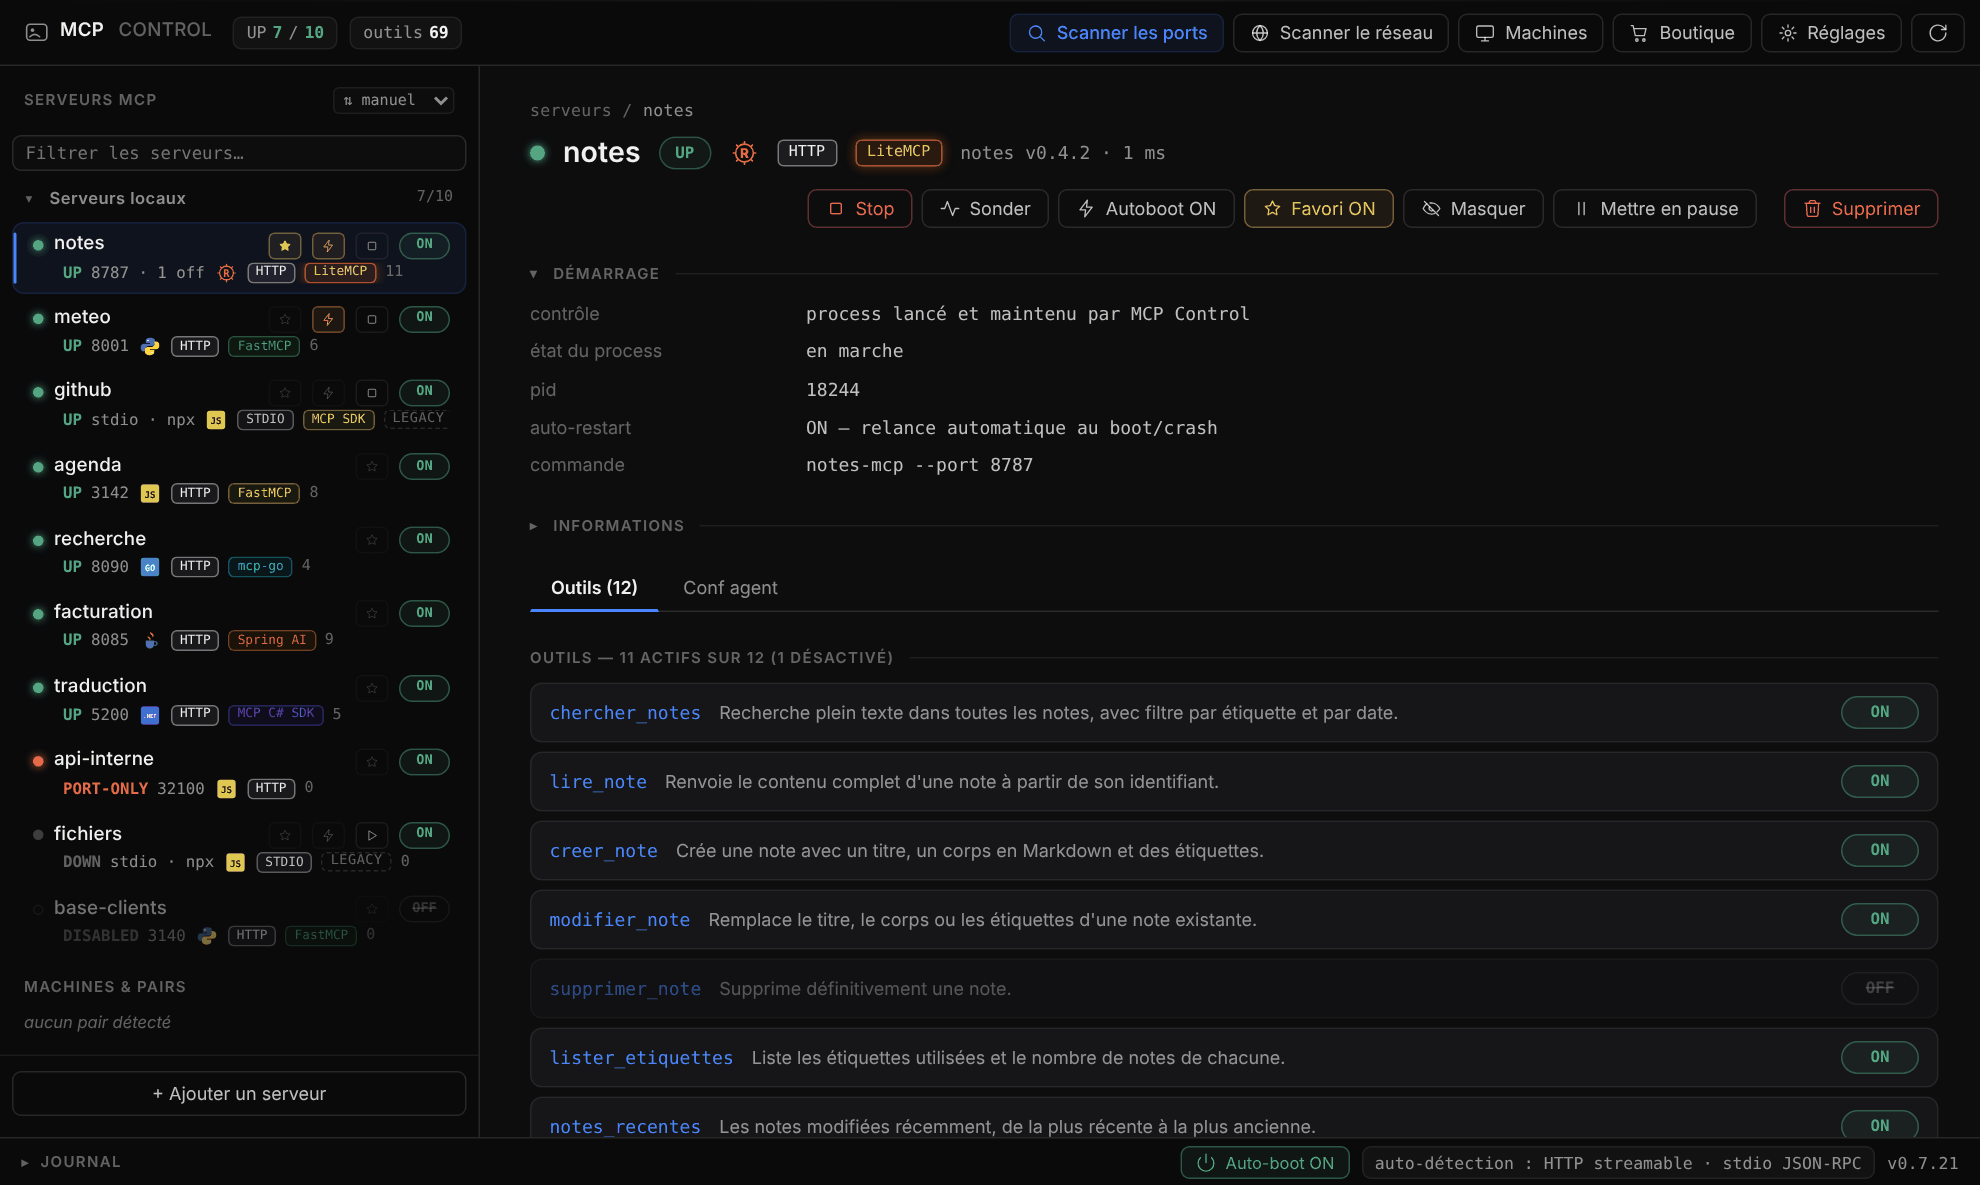 MCP CONTROL UP 7 / 10 outils 69 Scanner les ports Scanner le réseau Machines Boutique Réglages
SERVEURS MCP ⇅ manuel
Filtrer les serveurs…
▾ Serveurs locaux 7/10
notes ON
UP 8787 · 1 off R HTTP LiteMCP 11
meteo ON
UP 8001 HTTP FastMCP 6
github ON
UP stdio · npx JS STDIO MCP SDK LEGACY
agenda ON
UP 3142 JS HTTP FastMCP 8
recherche ON
UP 8090 GO HTTP mcp-go 4
facturation ON
UP 8085 HTTP Spring AI 9
traduction ON
UP 5200 .NET HTTP MCP C# SDK 5
api-interne ON
PORT-ONLY 32100 JS HTTP 0
fichiers ON
DOWN stdio · npx JS STDIO LEGACY 0
base-clients OFF
DISABLED 3140 HTTP FastMCP 0
MACHINES & PAIRS
aucun pair détecté
+ Ajouter un serveur
serveurs / notes
notes UP R HTTP LiteMCP notes v0.4.2 · 1 ms
Stop Sonder Autoboot ON Favori ON Masquer Mettre en pause Supprimer
▾ DÉMARRAGE
contrôle process lancé et maintenu par MCP Control
état du process en marche
pid 18244
auto-restart ON — relance automatique au boot/crash
commande notes-mcp --port 8787
▸ INFORMATIONS
Outils (12) Conf agent
OUTILS — 11 ACTIFS SUR 12 (1 DÉSACTIVÉ)
chercher_notes Recherche plein texte dans toutes les notes, avec filtre par étiquette et par date. ON
lire_note Renvoie le contenu complet d'une note à partir de son identifiant. ON
creer_note Crée une note avec un titre, un corps en Markdown et des étiquettes. ON
modifier_note Remplace le titre, le corps ou les étiquettes d'une note existante. ON
supprimer_note Supprime définitivement une note. OFF
lister_etiquettes Liste les étiquettes utilisées et le nombre de notes de chacune. ON
notes_recentes Les notes modifiées récemment, de la plus récente à la plus ancienne. ON
▸ JOURNAL Auto-boot ON auto-détection : HTTP streamable · stdio JSON-RPC v0.7.21